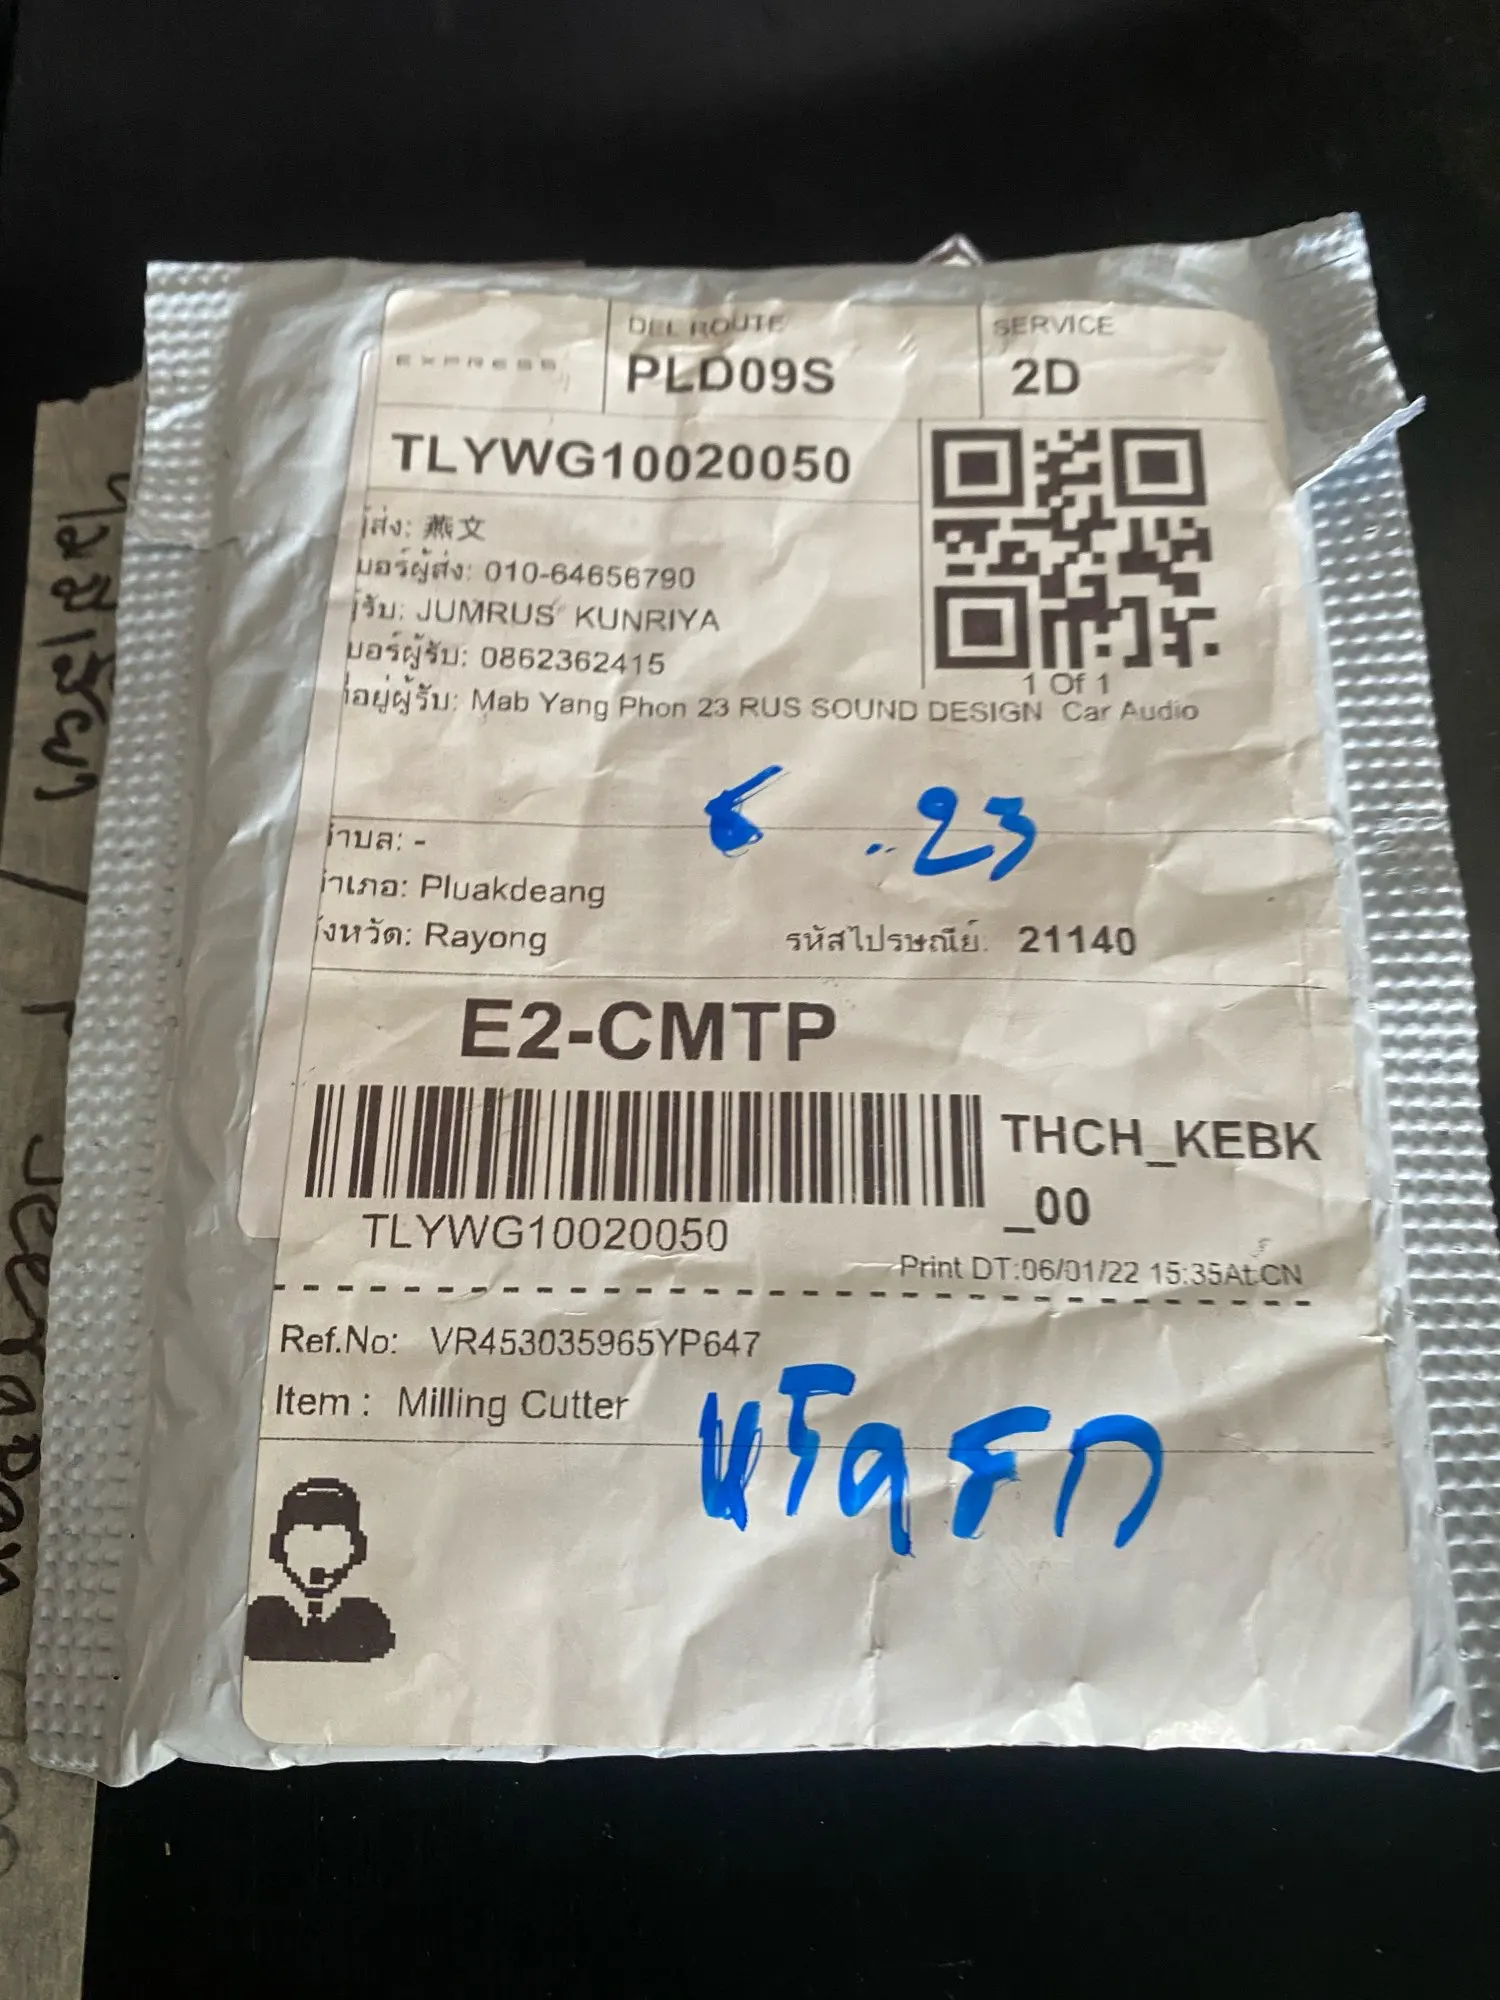 DEL ROUTE
SERVICE
EXPRESS
PLD09S
2D
TLYWG10020050
ส่ง: 燕文
บอร์ผู้ส่ง: 010-64656790
รับ: JUMRUS KUNRIYA
บอร์ผู้รับ: 0862362415
1 Of 1
อยู่ผู้รับ: Mab Yang Phon 23 RUS SOUND DESIGN Car Audio
23
ำบล: -
ำเภอ: Pluakdeang
ังหวัด: Rayong
รหัสไปรษณีย์: 21140
E2-CMTP
THCH_KEBK
_00
TLYWG10020050
Print DT:06/01/22 15:35At:CN
Ref.No: VR453035965YP647
Item : Milling Cutter